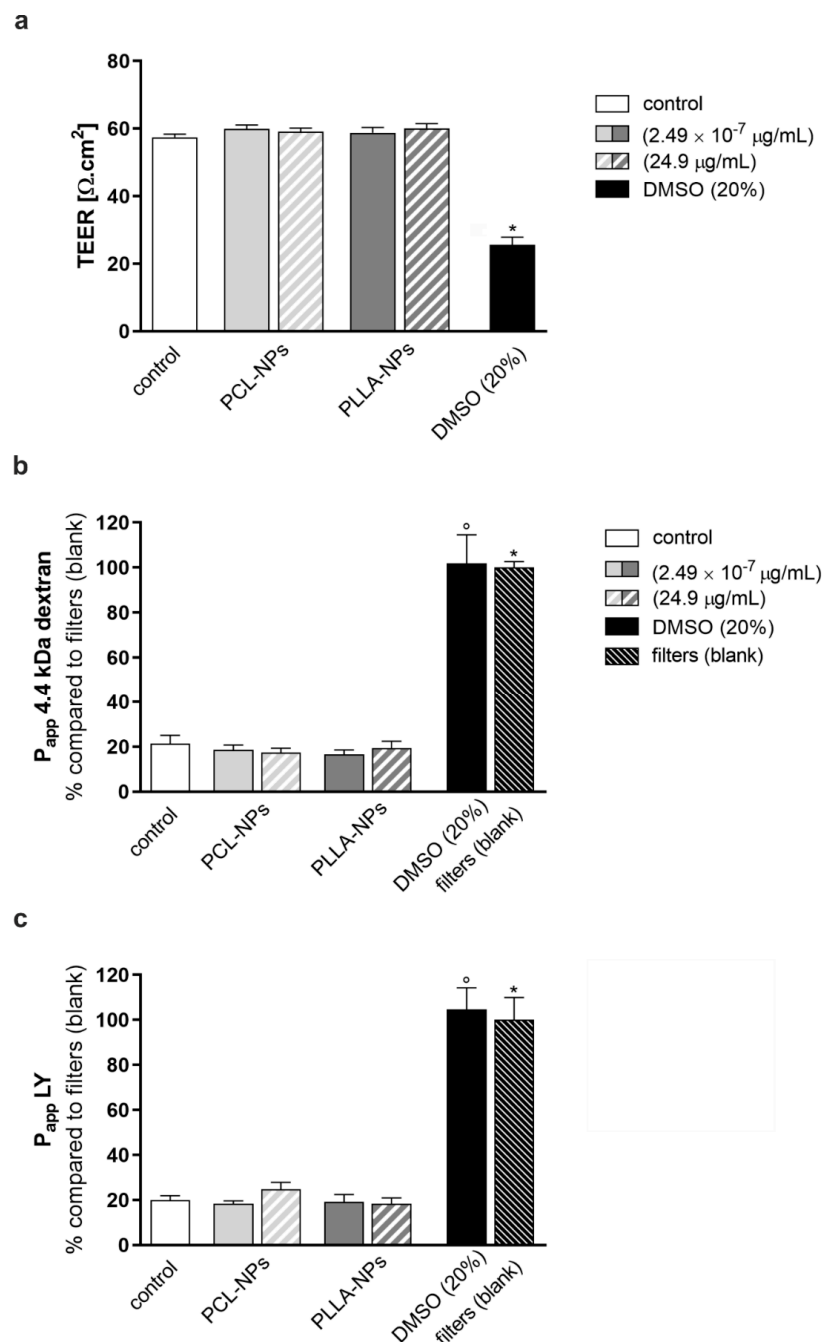 a
TEER [Ω.cm²]
80
60
40
20
0
*
control
PCL-NPs
PLLA-NPs
DMSO (20%)
control
(2.49 × 10⁻⁷ μg/mL)
(24.9 μg/mL)
DMSO (20%)
b
Papp 4.4 kDa dextran
% compared to filters (blank)
120
100
80
60
40
20
0
°
*
control
PCL-NPs
PLLA-NPs
DMSO (20%)
filters (blank)
control
(2.49 × 10⁻⁷ μg/mL)
(24.9 μg/mL)
DMSO (20%)
filters (blank)
c
Papp LY
% compared to filters (blank)
120
100
80
60
40
20
0
°
*
control
PCL-NPs
PLLA-NPs
DMSO (20%)
filters (blank)